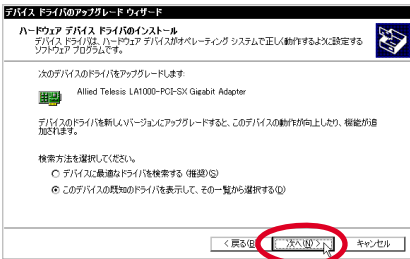 デバイス ドライバのアップグレード ウィザード
ハードウェア デバイス ドライバのインストール
デバイス ドライバは、ハードウェア デバイスがオペレーティング システムで正しく動作するように設定する
ソフトウェア プログラムです。
次のデバイスのドライバをアップグレードします:
Allied Telesis LA1000-PCI-SX Gigabit Adapter
デバイスのドライバを新しいバージョンにアップグレードすると、このデバイスの動作が向上したり、機能が追
加されます。
検索方法を選択してください。
デバイスに最適なドライバを検索する (推奨)(S)
このデバイスの既知のドライバを表示して、その一覧から選択する(D)
< 戻る(B) 次へ(N) > キャンセル